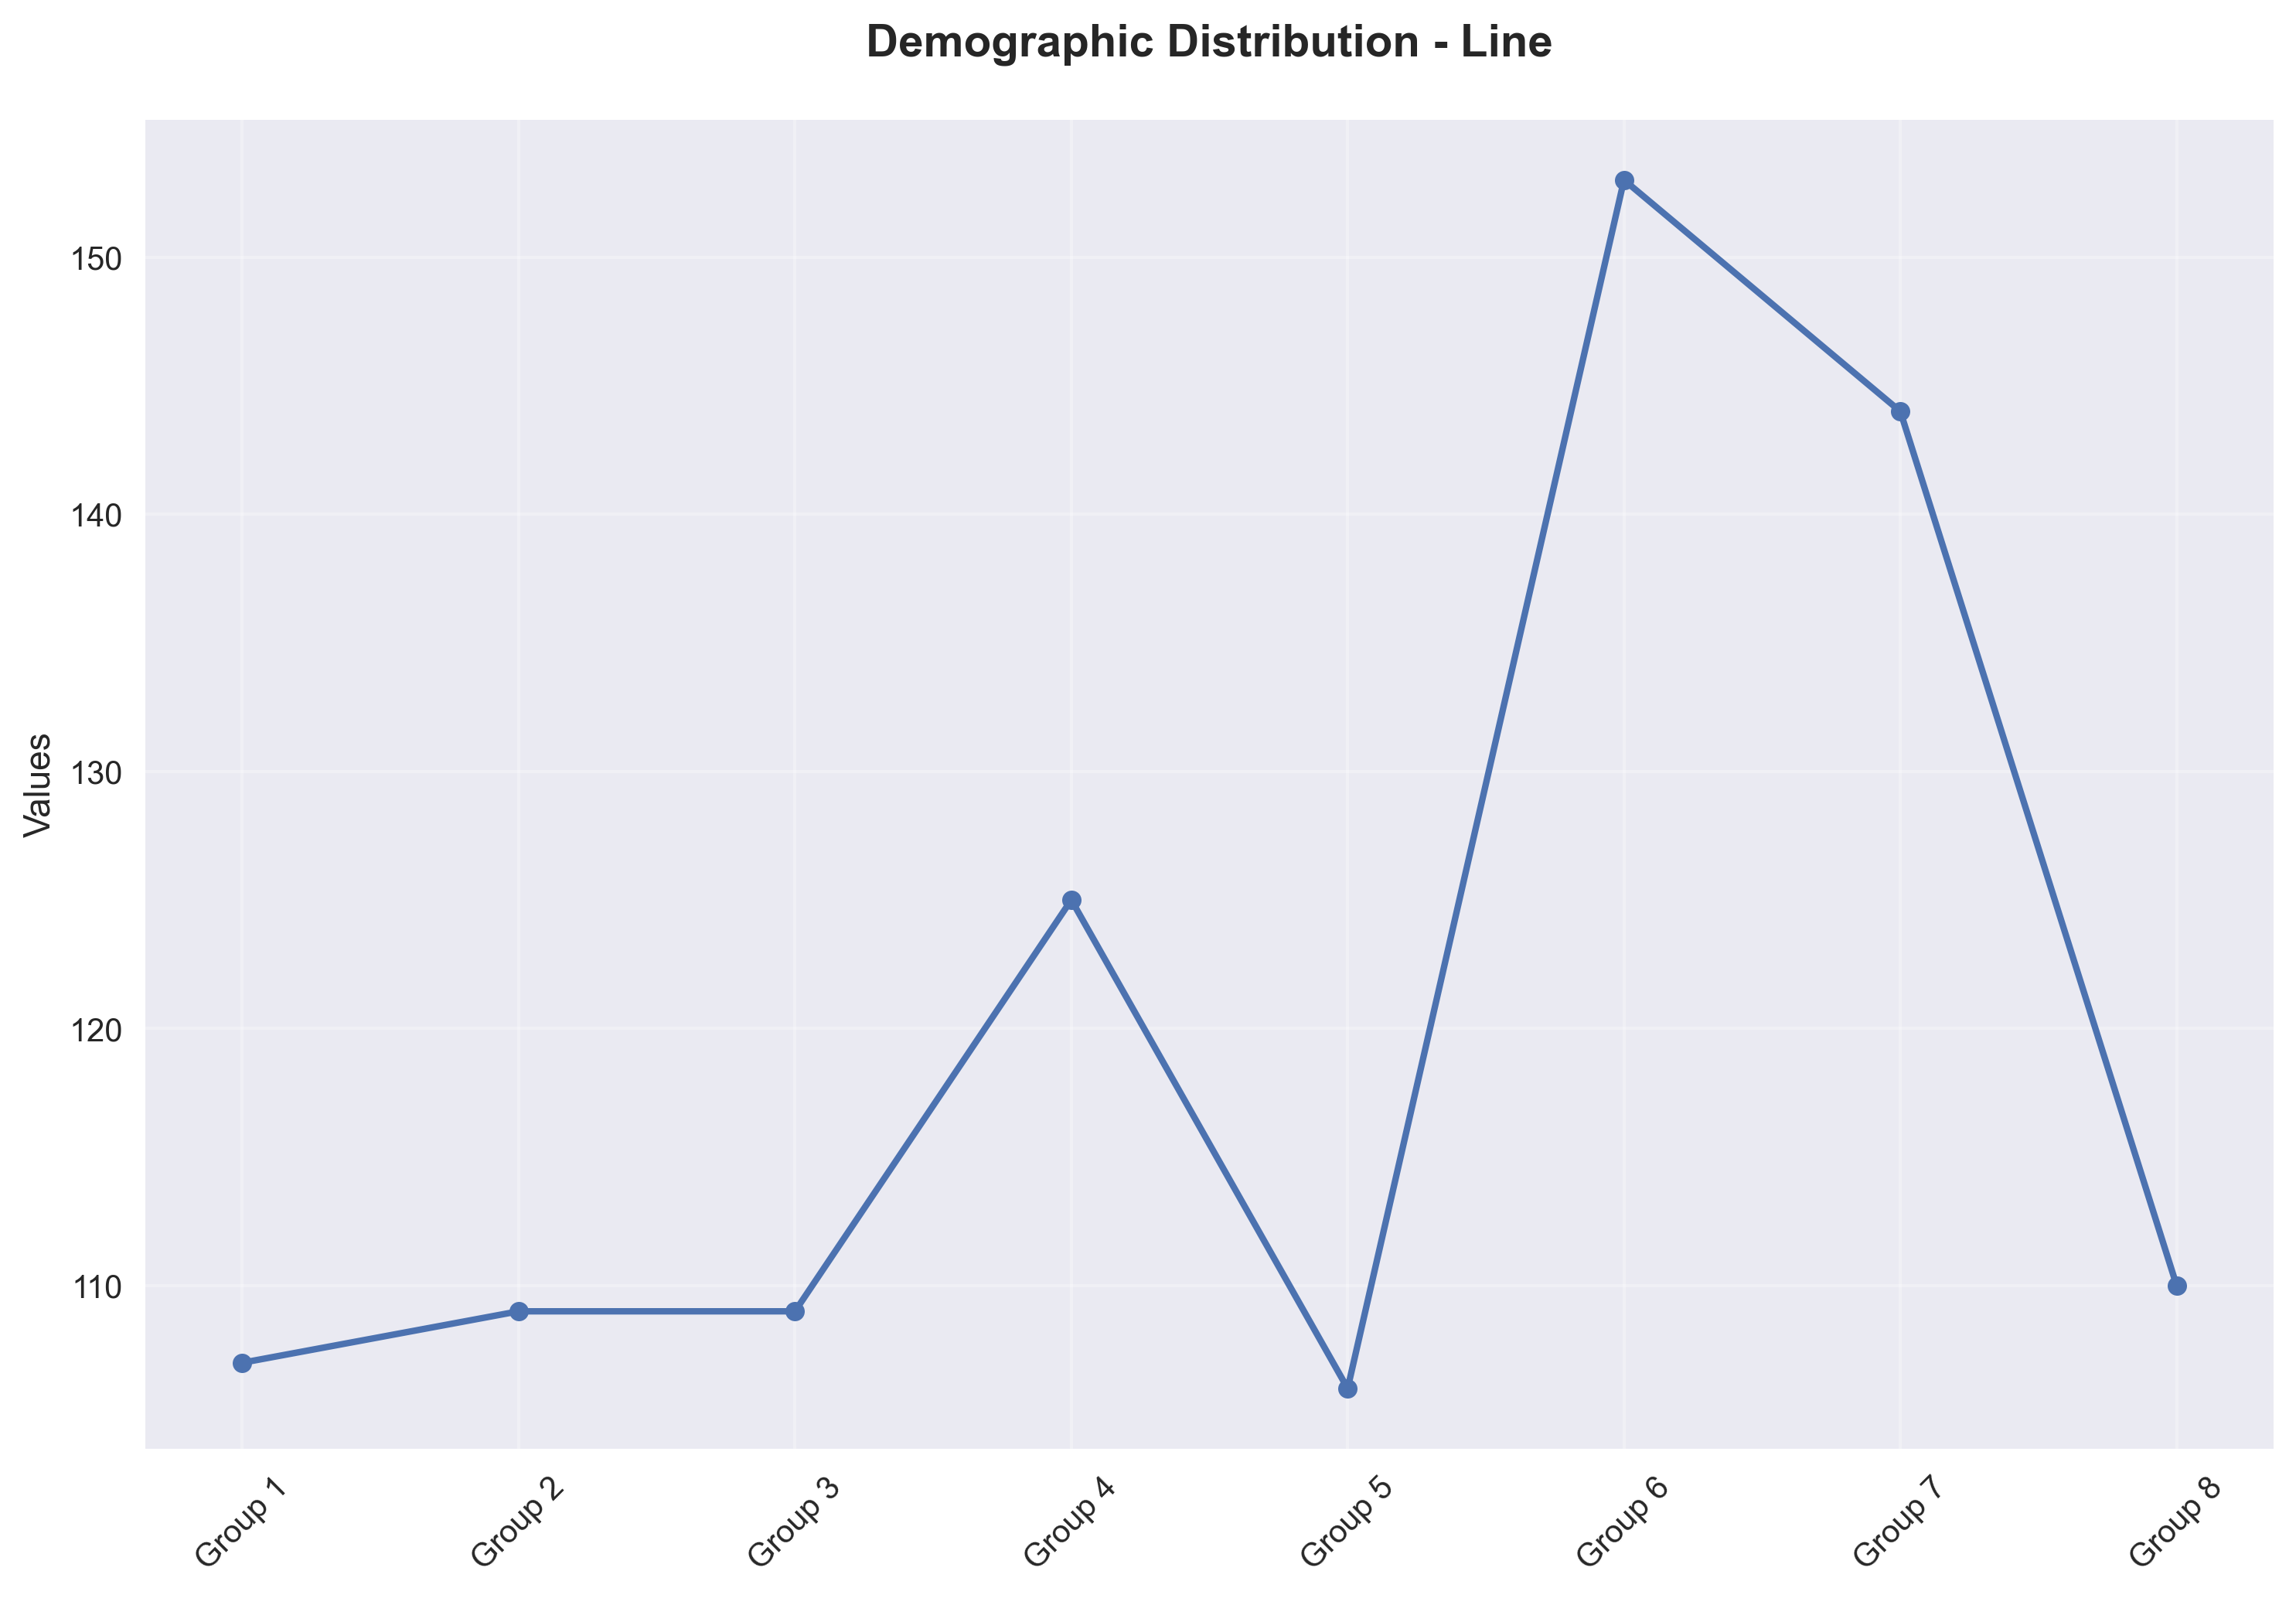 Demographic Distribution - Line
Values
150
140
130
120
110
Group 1
Group 2
Group 3
Group 4
Group 5
Group 6
Group 7
Group 8